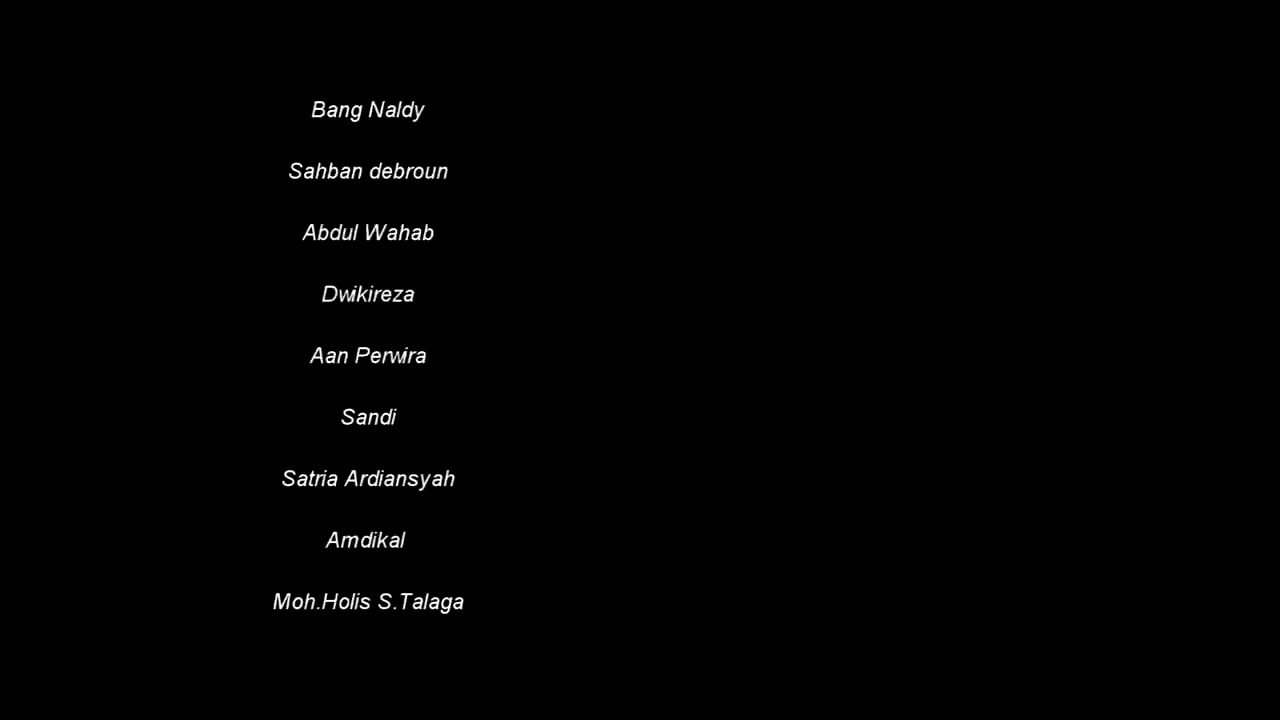 Bang Naldy
Sahban debroun
Abdul Wahab
Dwikireza
Aan Perwira
Sandi
Satria Ardiansyah
Amdikal
Moh.Holis S.Talaga